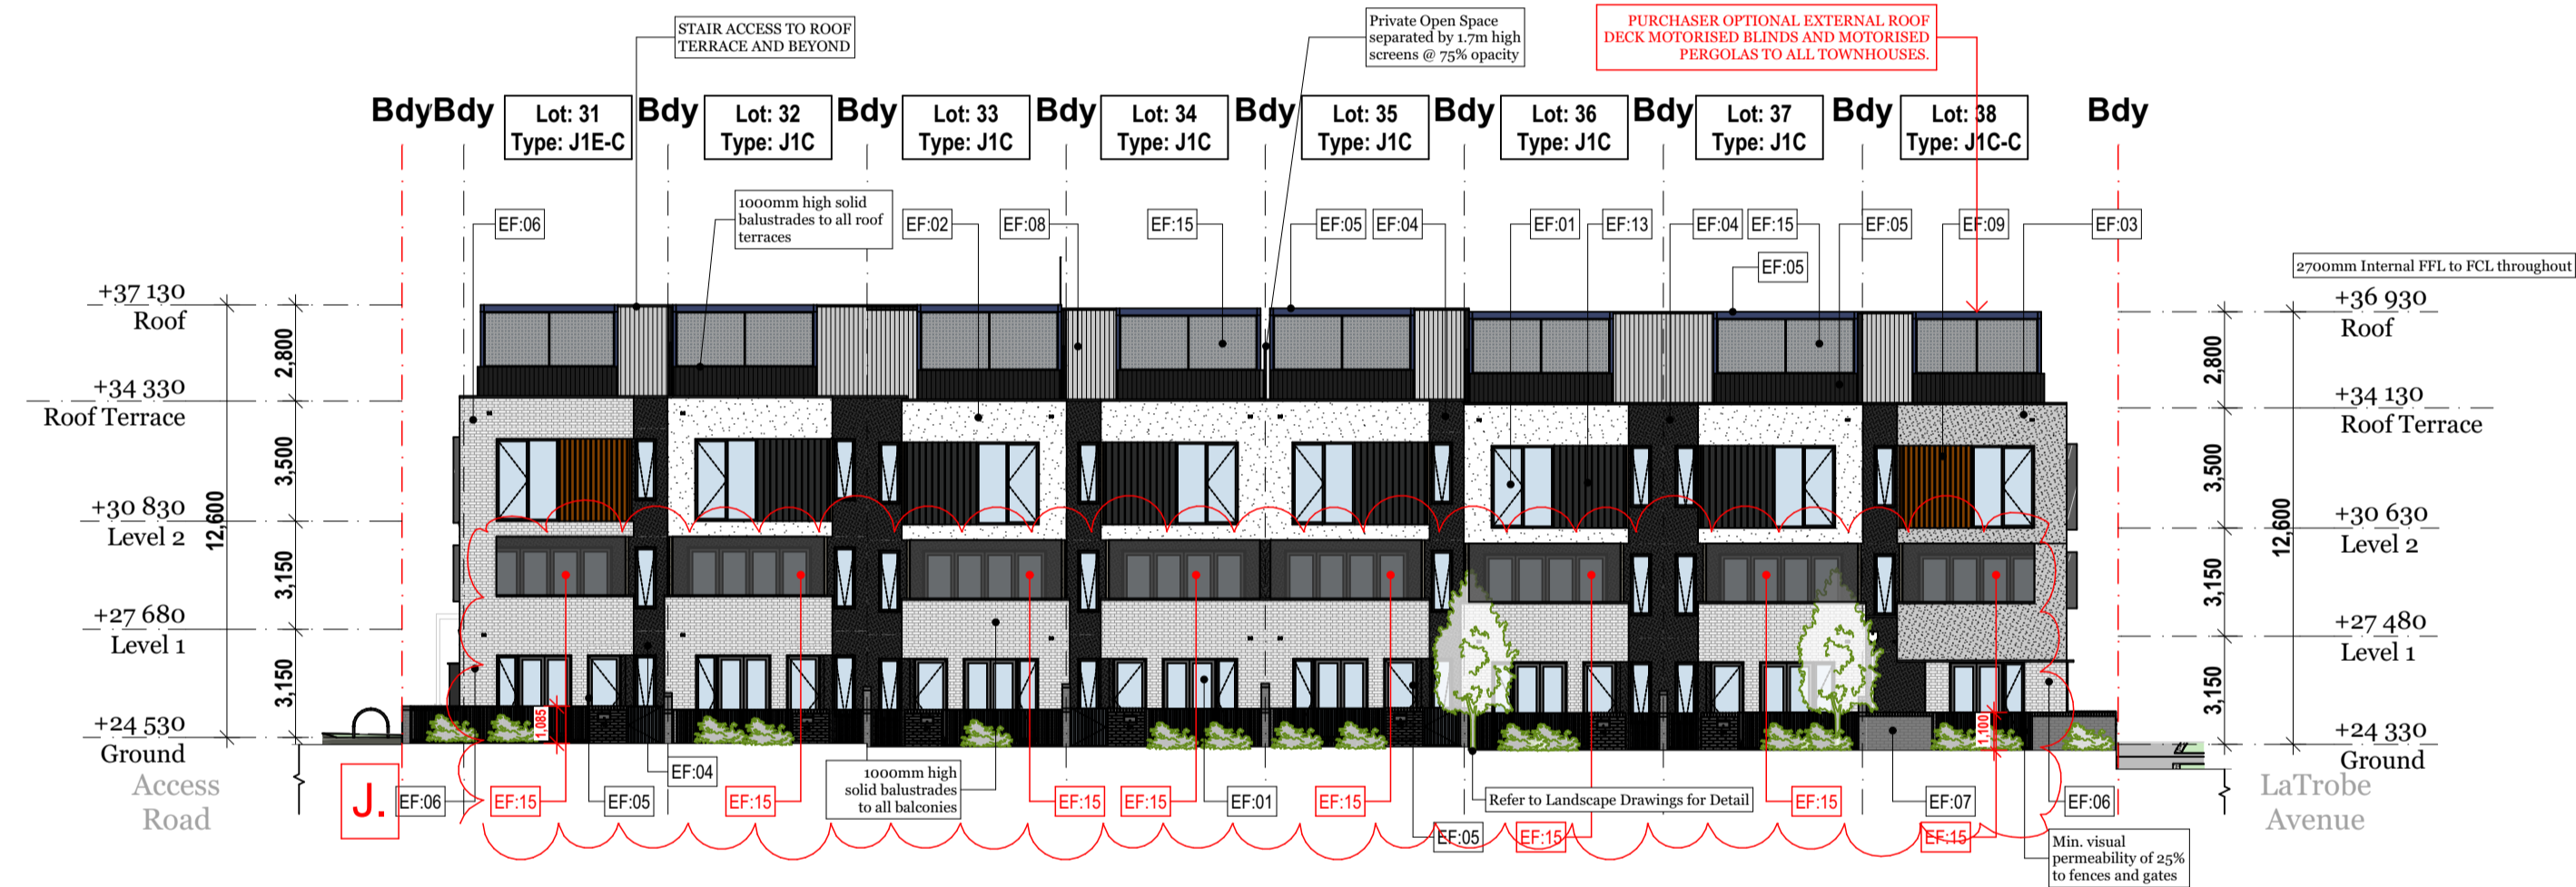 STAIR ACCESS TO ROOF
TERRACE AND BEYOND
Private Open Space
separated by 1.7m high
screens @ 75% opacity
PURCHASER OPTIONAL EXTERNAL ROOF
DECK MOTORISED BLINDS AND MOTORISED
PERGOLAS TO ALL TOWNHOUSES.
Bdy
Bdy
Lot: 31
Type: J1E-C
Bdy
Lot: 32
Type: J1C
Bdy
Lot: 33
Type: J1C
Bdy
Lot: 34
Type: J1C
Bdy
Lot: 35
Type: J1C
Bdy
Lot: 36
Type: J1C
Bdy
Lot: 37
Type: J1C
Bdy
Lot: 38
Type: J1C-C
Bdy
EF:06
1000mm high solid
balustrades to all roof
terraces
EF:02
EF:08
EF:15
EF:05
EF:04
EF:01
EF:13
EF:04
EF:15
EF:05
EF:09
EF:03
EF:05
2700mm Internal FFL to FCL throughout
+37 130
Roof
+34 330
Roof Terrace
+30 830
Level 2
+27 680
Level 1
+24 530
Ground
12,600
2,800
3,500
3,150
3,150
+36 930
Roof
+34 130
Roof Terrace
+30 630
Level 2
+27 480
Level 1
+24 330
Ground
2,800
3,500
3,150
3,150
12,600
1,085
1,100
Access
Road
J.
EF:06
EF:15
EF:05
EF:04
EF:15
1000mm high
solid balustrades
to all balconies
EF:15
EF:15
EF:01
EF:15
EF:05
Refer to Landscape Drawings for Detail
EF:15
EF:15
EF:07
EF:15
EF:06
Min. visual
permeability of 25%
to fences and gates
LaTrobe
Avenue